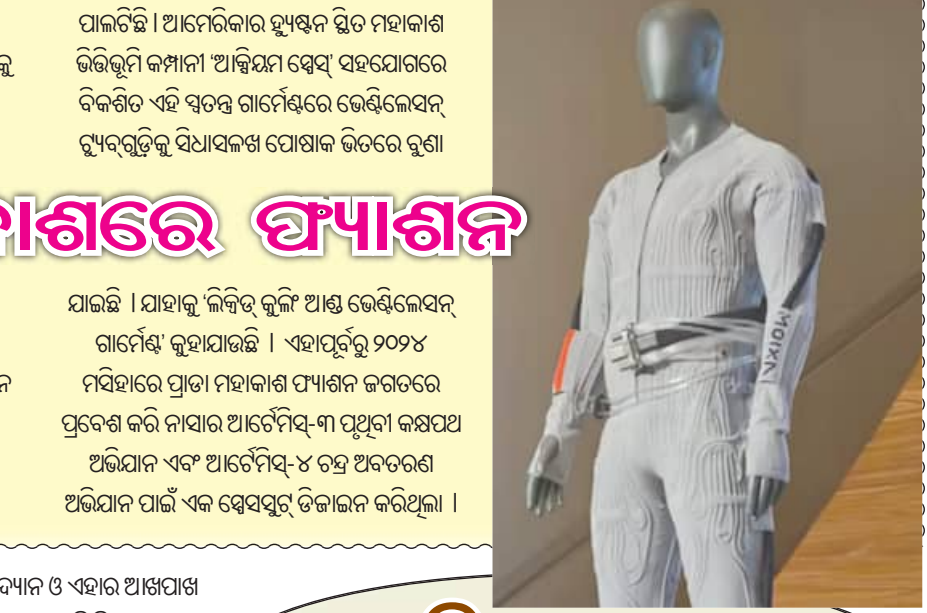 ପାଲଟିଛି । ଆମେରିକାର ହ୍ୟୁଷ୍ଟନ ସ୍ଥିତ ମହାକାଶ
ଭିତ୍ତିଭୂମି କମ୍ପାନୀ ‘ଆକ୍ସିୟମ ସ୍ପେସ୍’ ସହଯୋଗରେ
ବିକଶିତ ଏହି ସ୍ୱତନ୍ତ୍ର ଗାର୍ମେଣ୍ଟରେ ଭେଣ୍ଟିଲେସନ୍
ଟ୍ୟୁବ୍‌ଗୁଡ଼ିକୁ ସିଧାସଳଖ ପୋଷାକ ଭିତରେ ବୁଣା
ଫ୍ୟାଶନ
ଯାଇଛି । ଯାହାକୁ ‘ଲିକ୍ୱିଡ୍ କୁଲିଂ ଆଣ୍ଡ ଭେଣ୍ଟିଲେସନ୍
ଗାର୍ମେଣ୍ଟ’ କୁହାଯାଉଛି । ଏହାପୂର୍ବରୁ ୨୦୨୪
ମସିହାରେ ପ୍ରାଡା ମହାକାଶ ଫ୍ୟାଶନ ଜଗତରେ
ପ୍ରବେଶ କରି ନାସାର ଆର୍ଟେମିସ୍-୩ ପୃଥିବୀ କକ୍ଷପଥ
ଅଭିଯାନ ଏବଂ ଆର୍ଟେମିସ୍-୪ ଚନ୍ଦ୍ର ଅବତରଣ
ଅଭିଯାନ ପାଇଁ ଏକ ସ୍ପେସସୁଟ୍ ଡିଜାଇନ କରିଥିଲା ।
ଓ ଏହାର ଆଖପାଖ